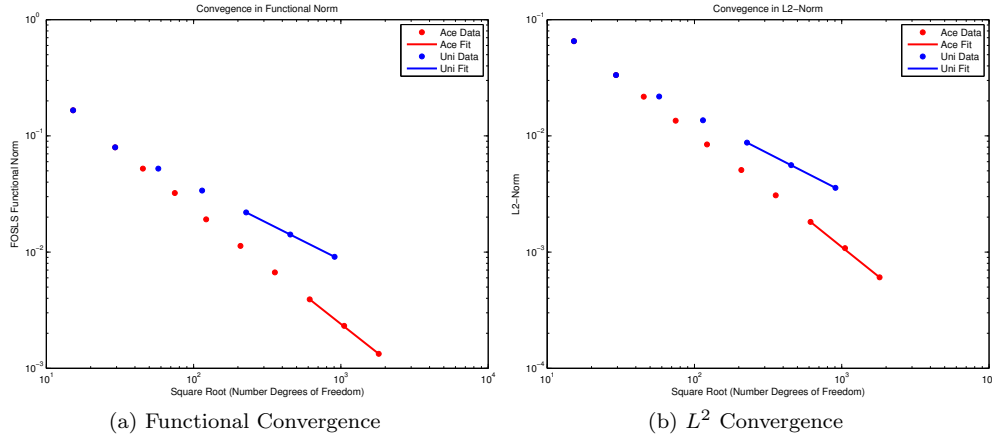 Convegence in Functional Norm
10^0
10^-1
10^-2
10^-3
FOSLS Functional Norm
Ace Data
Ace Fit
Uni Data
Uni Fit
10^1
10^2
10^3
10^4
Square Root (Number Degrees of Freedom)
(a) Functional Convergence
Convegence in L2-Norm
10^-1
10^-2
10^-3
10^-4
L2-Norm
Ace Data
Ace Fit
Uni Data
Uni Fit
10^1
10^2
10^3
10^4
Square Root (Number Degrees of Freedom)
(b) L^2 Convergence